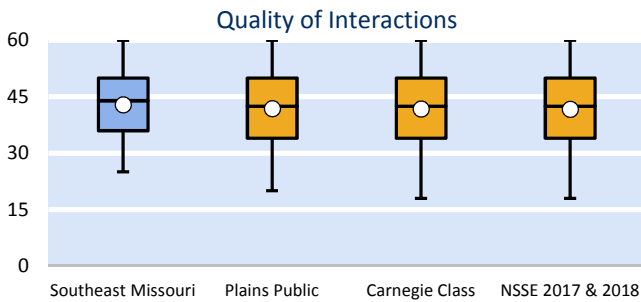 Quality of Interactions
60
45
30
15
0
Southeast Missouri Plains Public Carnegie Class NSSE 2017 & 2018